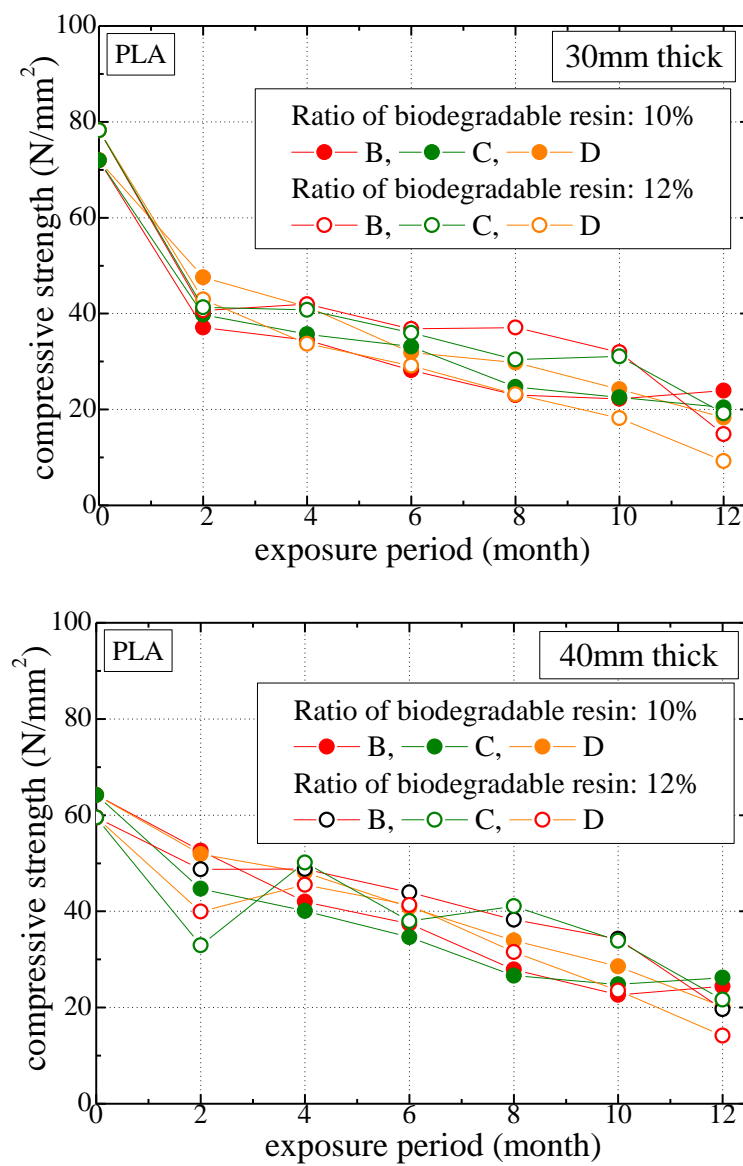 100
PLA
30mm thick
80
Ratio of biodegradable resin: 10%
B, C, D
60
Ratio of biodegradable resin: 12%
B, C, D
40
20
0
0 2 4 6 8 10 12
compressive strength (N/mm²)
exposure period (month)
100
PLA
40mm thick
80
Ratio of biodegradable resin: 10%
B, C, D
60
Ratio of biodegradable resin: 12%
B, C, D
40
20
0
0 2 4 6 8 10 12
compressive strength (N/mm²)
exposure period (month)